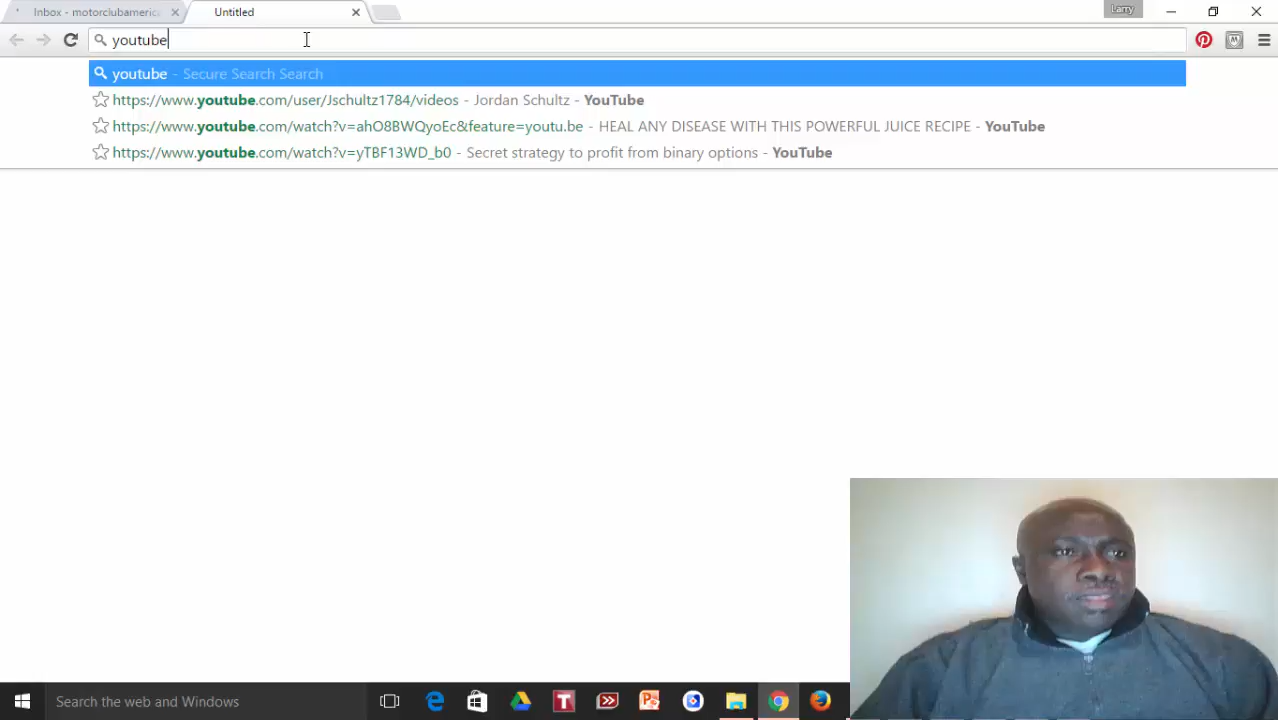 Inbox - motorclubameric
Untitled
Larry
youtube
youtube - Secure Search Search
https://www.youtube.com/user/Jschultz1784/videos - Jordan Schultz - YouTube
https://www.youtube.com/watch?v=ahO8BWQyoEc&feature=youtu.be - HEAL ANY DISEASE WITH THIS POWERFUL JUICE RECIPE - YouTube
https://www.youtube.com/watch?v=yTBF13WD_b0 - Secret strategy to profit from binary options - YouTube
Search the web and Windows